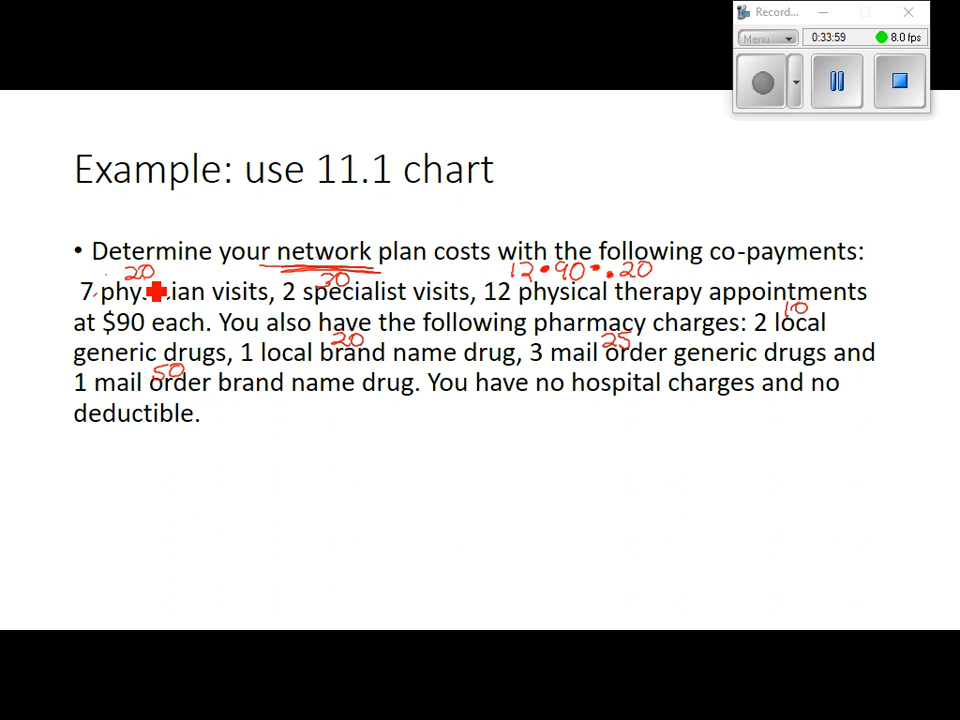 Record...
Menu
0:33:59
8.0 fps
Example: use 11.1 chart
• Determine your network plan costs with the following co-payments:
20
30
12•90•.20
7 physician visits, 2 specialist visits, 12 physical therapy appointments
10
at $90 each. You also have the following pharmacy charges: 2 local
20
25
generic drugs, 1 local brand name drug, 3 mail order generic drugs and
50
1 mail order brand name drug. You have no hospital charges and no
deductible.